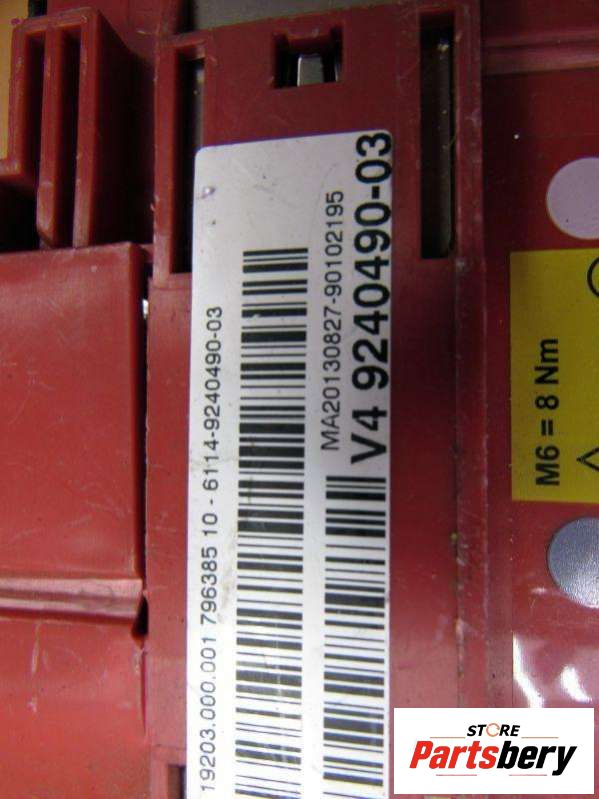 19203.000.001 796385 10 - 6114-9240490-03
MA20130827-90102195
V4 9240490-03
M6 = 8 Nm
STORE
Partsbery